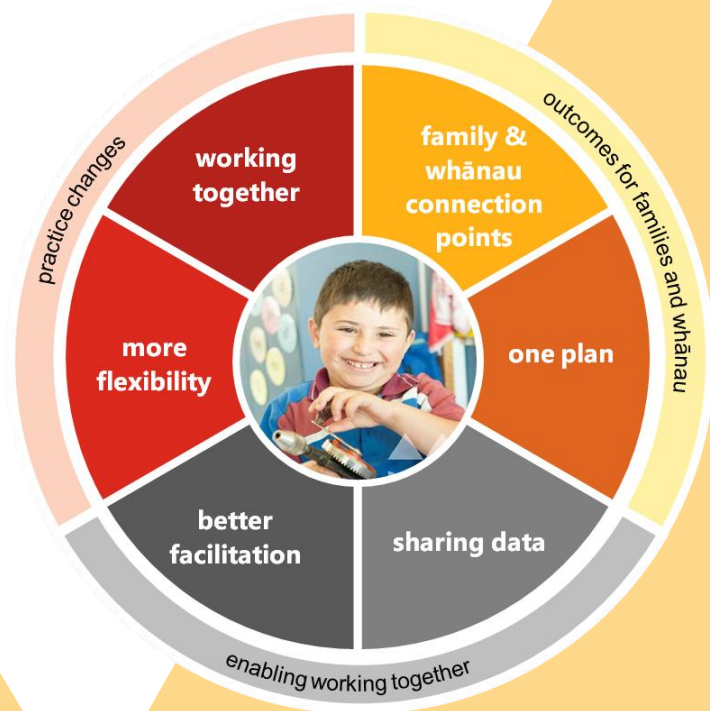 practice changes
outcomes for families and whānau
working
together
family &
whānau
connection
points
more
flexibility
one plan
better
facilitation
sharing data
enabling working together